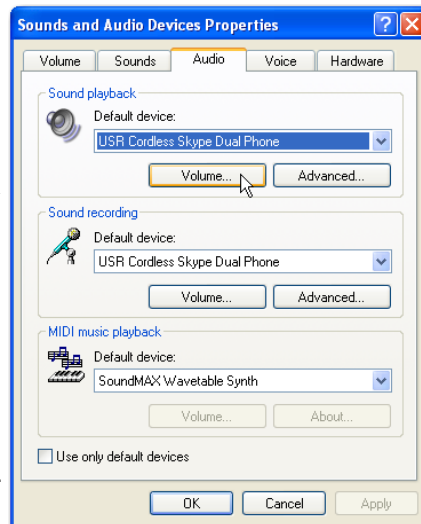 Sounds and Audio Devices Properties
Volume Sounds Audio Voice Hardware
Sound playback
Default device:
USR Cordless Skype Dual Phone
Volume... Advanced...
Sound recording
Default device:
USR Cordless Skype Dual Phone
Volume... Advanced...
MIDI music playback
Default device:
SoundMAX Wavetable Synth
Volume... About...
Use only default devices
OK Cancel Apply